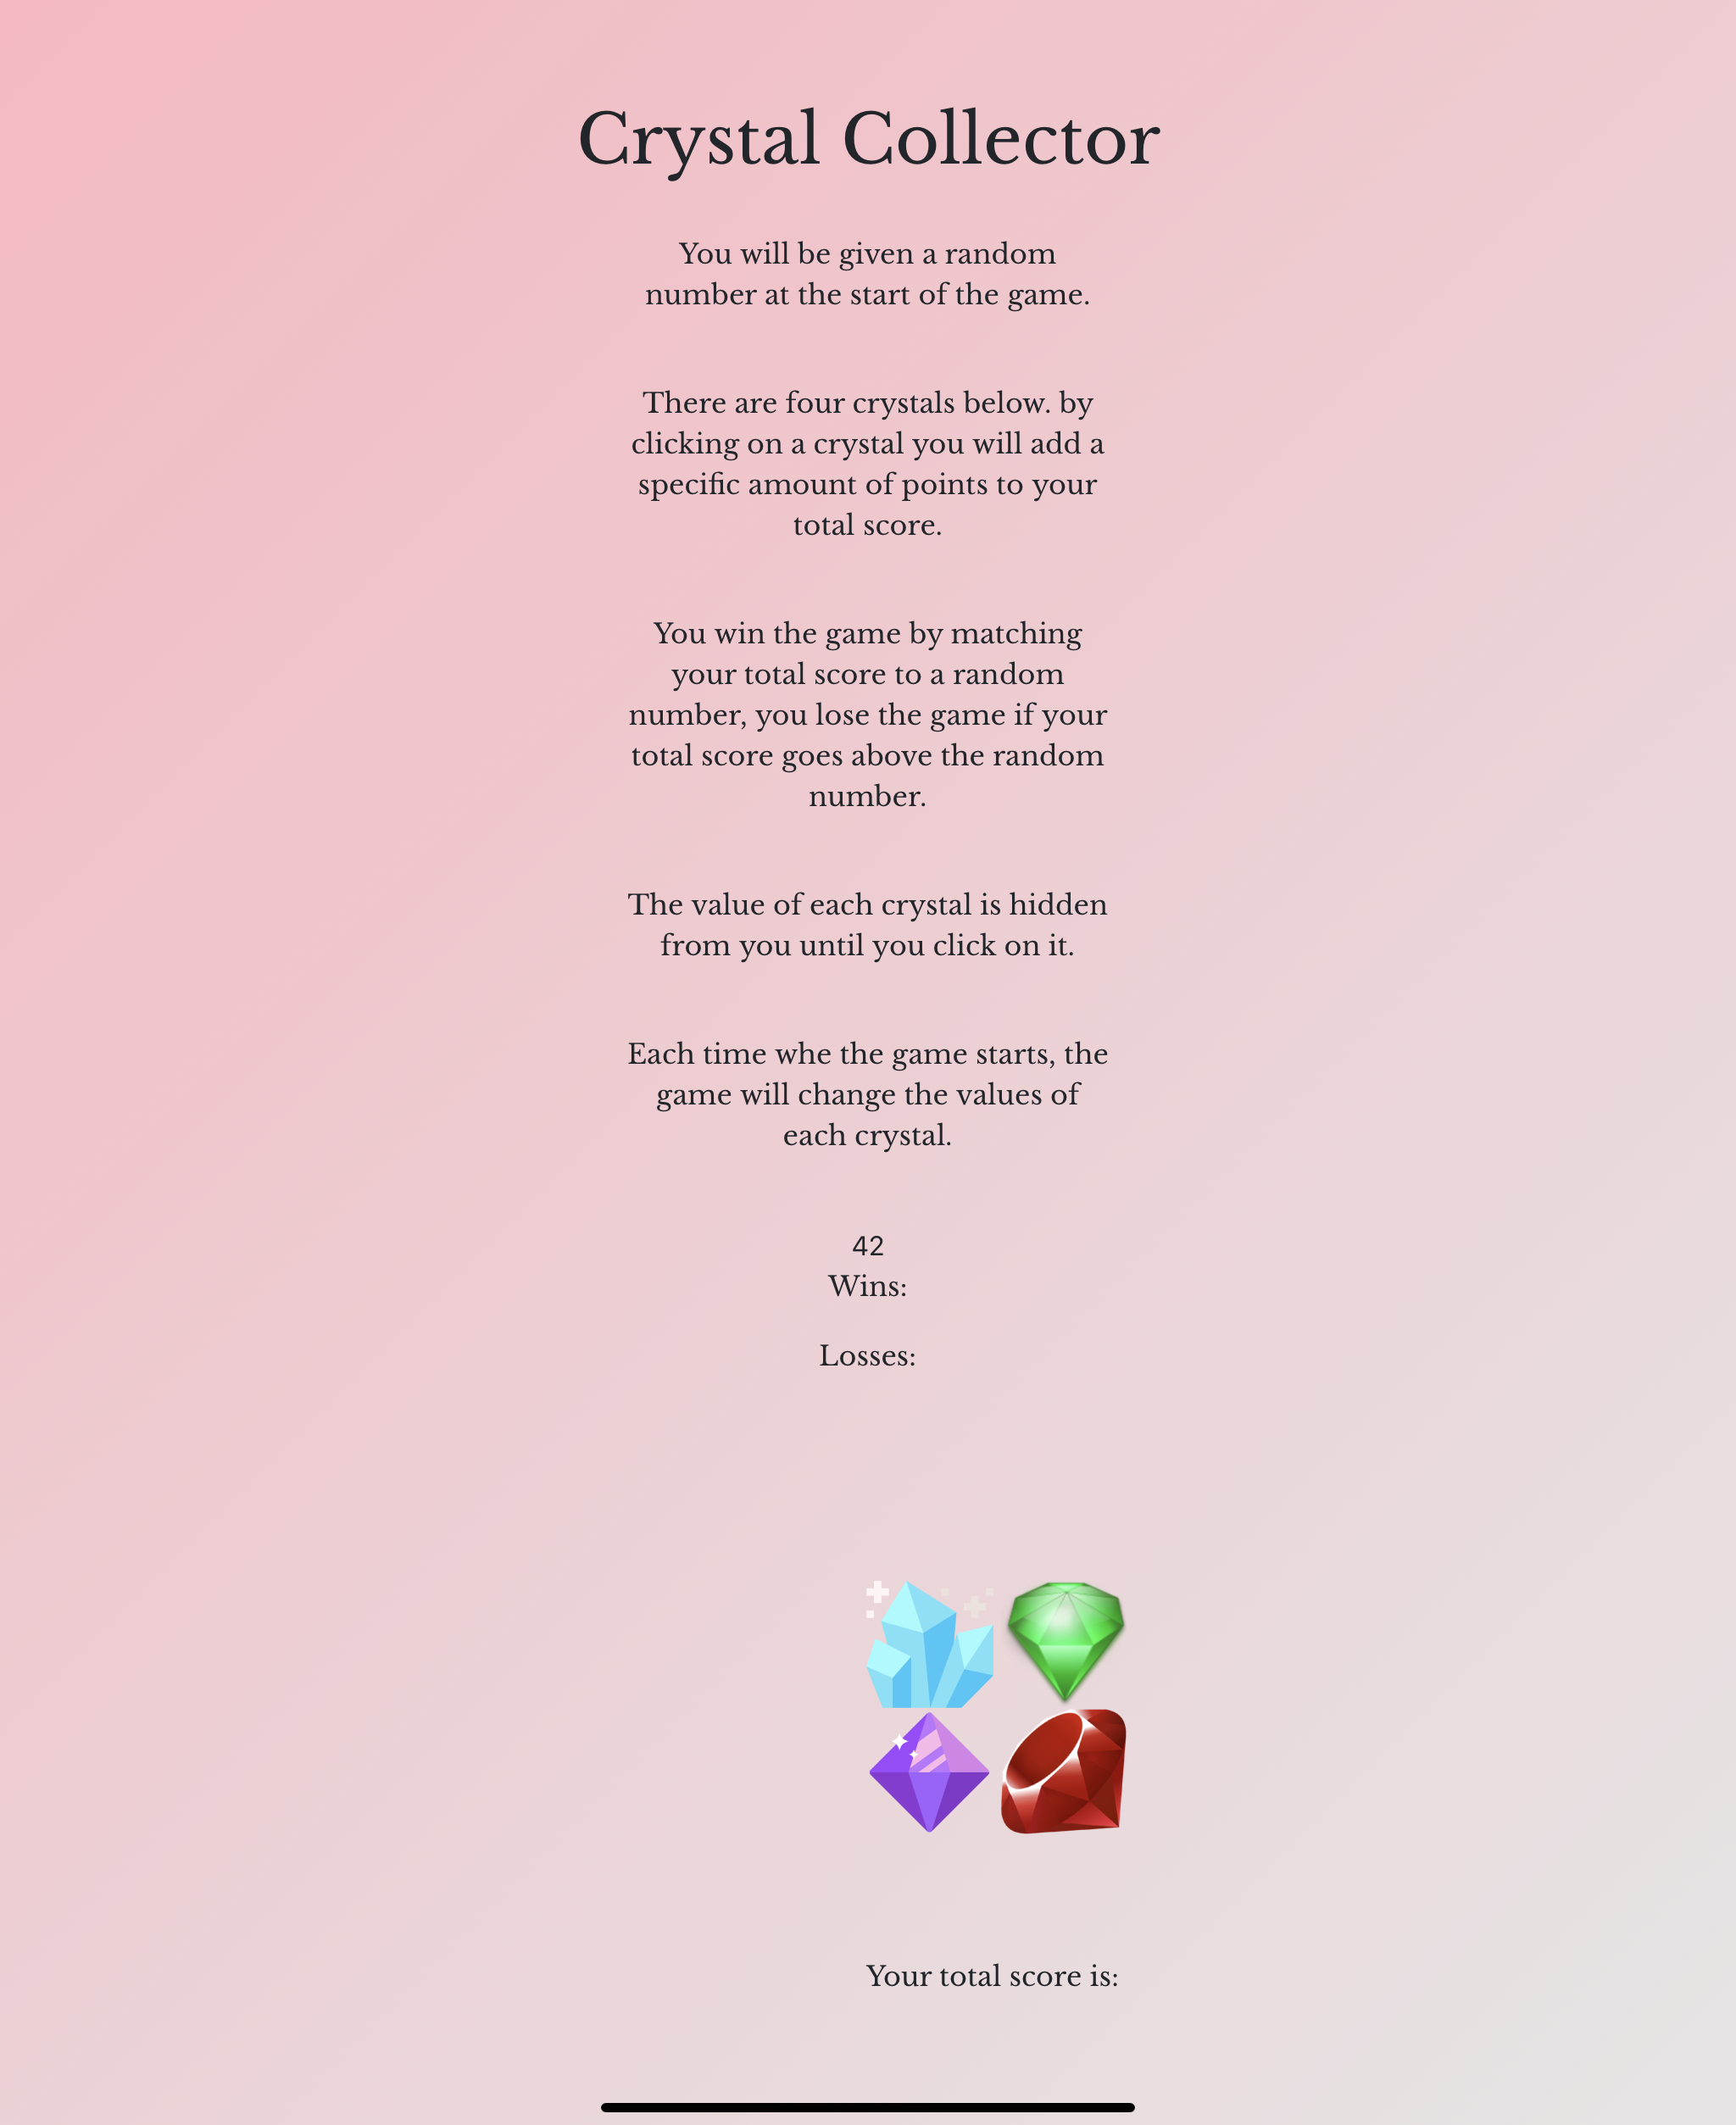 Crystal Collector
You will be given a random
number at the start of the game.
There are four crystals below. by
clicking on a crystal you will add a
specific amount of points to your
total score.
You win the game by matching
your total score to a random
number, you lose the game if your
total score goes above the random
number.
The value of each crystal is hidden
from you until you click on it.
Each time whe the game starts, the
game will change the values of
each crystal.
42
Wins:
Losses:
Your total score is: